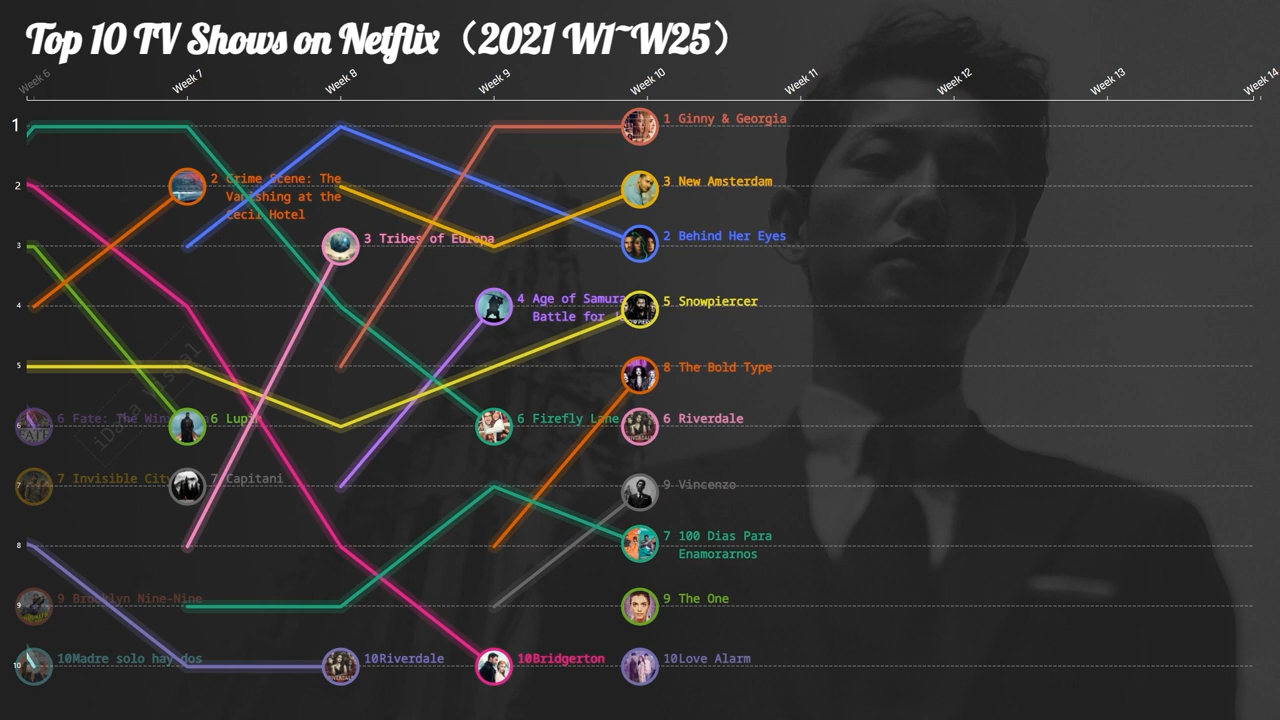 Top 10 TV Shows on Netflix（2021 W1~W25）
Week 6
Week 7
Week 8
Week 9
Week 10
Week 11
Week 12
Week 13
Week 14
1
1 Ginny & Georgia
2
2 Crime Scene: The
Vanishing at the
Cecil Hotel
3 New Amsterdam
3
3 Tribes of Europa
2 Behind Her Eyes
4
4 Age of Samura
Battle for
5 Snowpiercer
5
8 The Bold Type
iData Visual
6
6 Fate: The Win
6 Lupin
6 Firefly Lane
6 Riverdale
7
7 Invisible City
7 Capitani
9 Vincenzo
8
7 100 Dias Para
Enamorarnos
9
9 Brooklyn Nine-Nine
9 The One
10
10Madre solo hay dos
10Riverdale
10Bridgerton
10Love Alarm